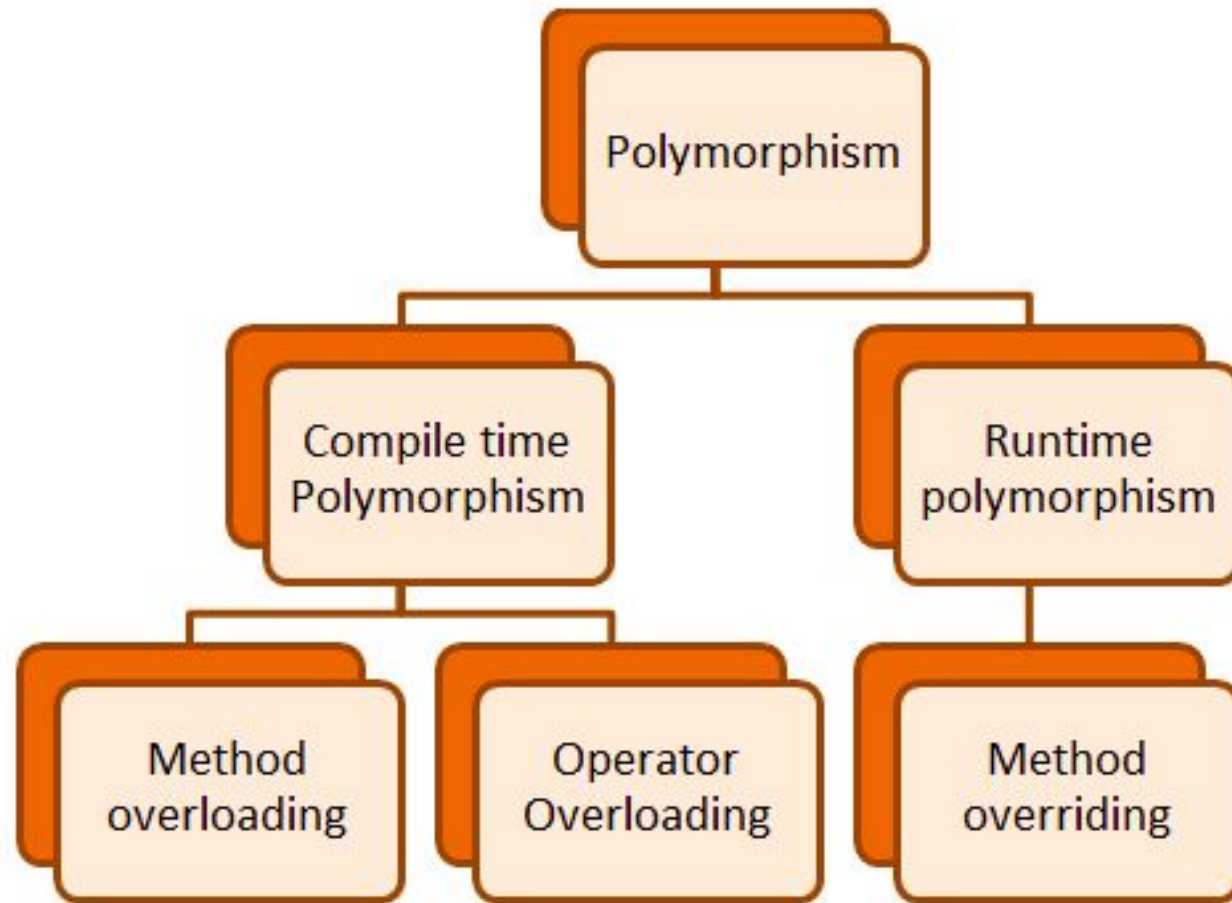 Polymorphism
Compile time
Polymorphism
Runtime
polymorphism
Method
overloading
Operator
Overloading
Method
overriding